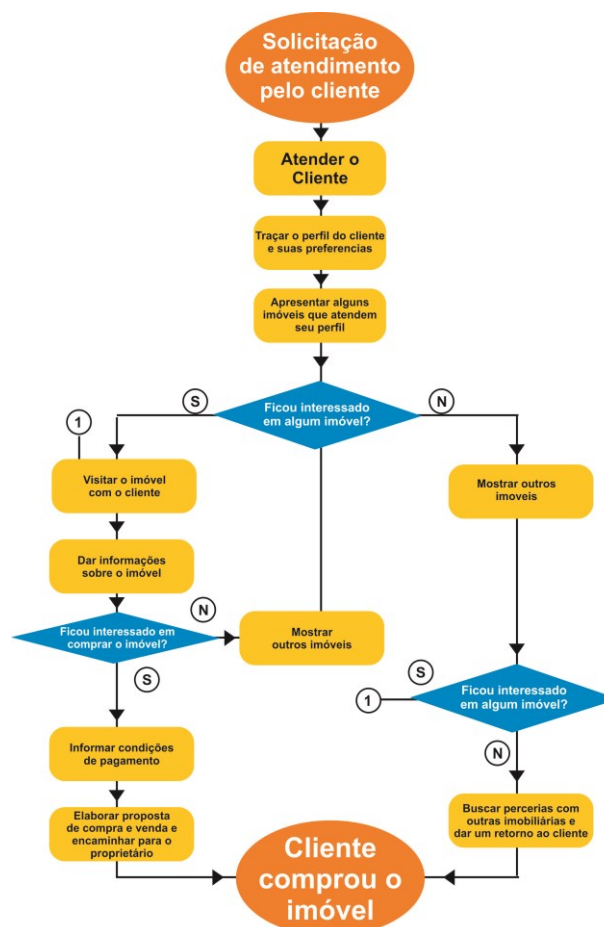 Solicitação
de atendimento
pelo cliente
Atender o
Cliente
Traçar o perfil do cliente
e suas preferencias
Apresentar alguns
imóveis que atendem
seu perfil
S
Ficou interessado
em algum imóvel?
N
1
Visitar o imóvel
com o cliente
Mostrar outros
imoveis
Dar informações
sobre o imóvel
N
Ficou interessado em
comprar o imóvel?
Mostrar
outros imóveis
S
S
1
Ficou interessado
em algum imóvel?
N
Informar condições
de pagamento
Elaborar proposta
de compra e venda e
encaminhar para o
proprietário
Buscar percerias com
outras imobiliárias e
dar um retorno ao cliente
Cliente
comprou o
imóvel